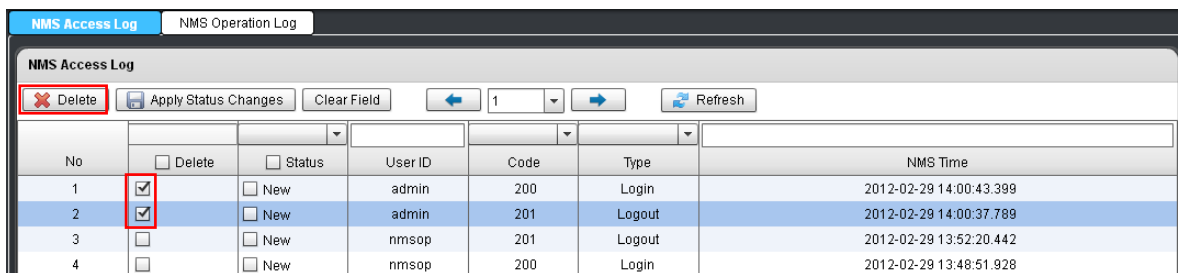 NMS Access Log NMS Operation Log
NMS Access Log
Delete Apply Status Changes Clear Field 1 Refresh
No Delete Status User ID Code Type NMS Time
1 New admin 200 Login 2012-02-29 14:00:43.399
2 New admin 201 Logout 2012-02-29 14:00:37.789
3 New nmsop 201 Logout 2012-02-29 13:52:20.442
4 New nmsop 200 Login 2012-02-29 13:48:51.928